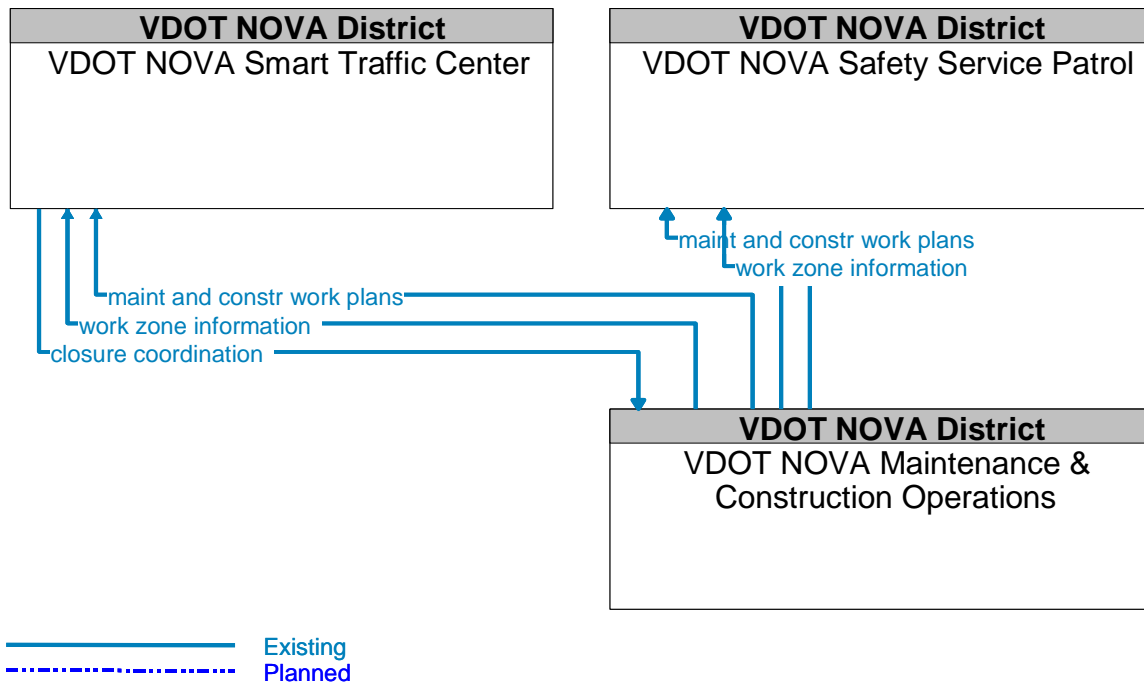 VDOT NOVA District
VDOT NOVA Smart Traffic Center
VDOT NOVA District
VDOT NOVA Safety Service Patrol
maint and constr work plans
work zone information
maint and constr work plans
work zone information
closure coordination
VDOT NOVA District
VDOT NOVA Maintenance &
Construction Operations
Existing
Planned